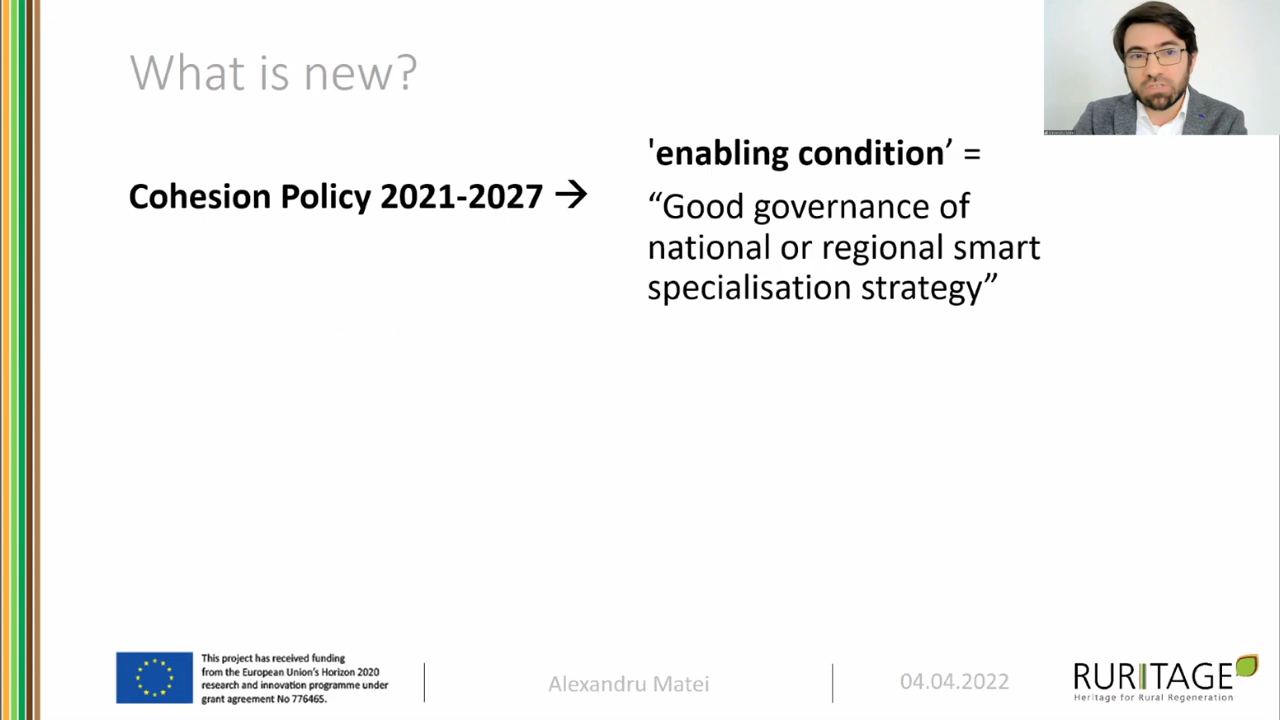 What is new?
'enabling condition’ =
Cohesion Policy 2021-2027 →
“Good governance of
national or regional smart
specialisation strategy”
This project has received funding
from the European Union's Horizon 2020
research and innovation programme under
grant agreement No 776465.
Alexandru Matei
04.04.2022
RURITAGE
Heritage for Rural Regeneration